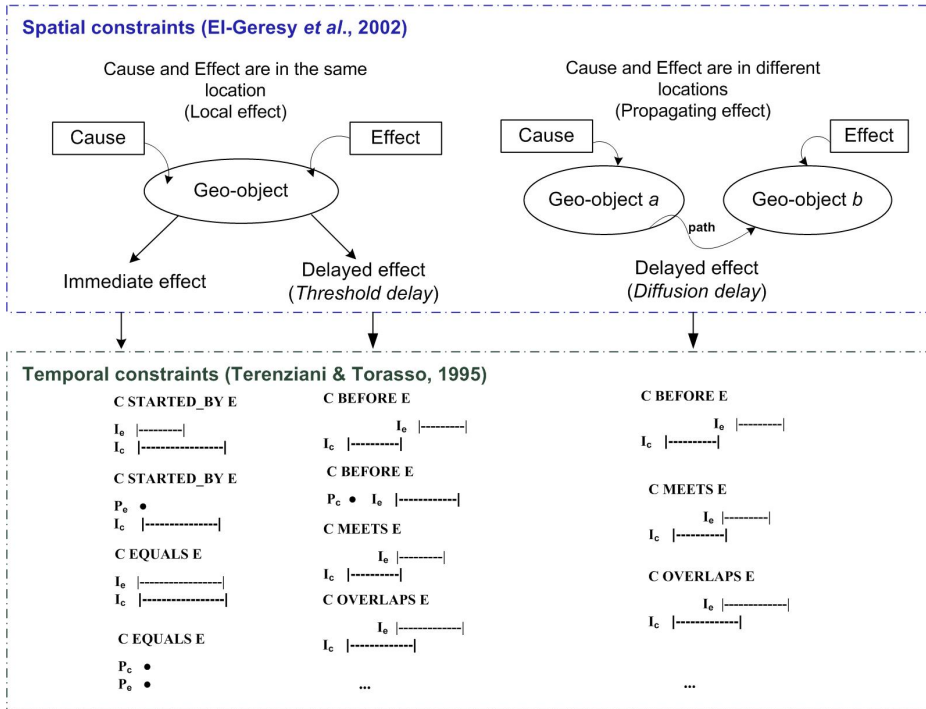 Spatial constraints (El-Geresy et al., 2002)
Cause and Effect are in the same
location
(Local effect)
Cause
Effect
Geo-object
Immediate effect
Delayed effect
(Threshold delay)
Cause and Effect are in different
locations
(Propagating effect)
Cause
Effect
Geo-object a
Geo-object b
path
Delayed effect
(Diffusion delay)
Temporal constraints (Terenziani & Torasso, 1995)
C STARTED_BY E
Ie |---------|
Ic |----------------|
C STARTED_BY E
Pe ●
Ic |--------------|
C EQUALS E
Ie |-----------------|
Ic |----------------|
C EQUALS E
Pc ●
Pe ●
C BEFORE E
Ie |---------|
Ic |----------|
C BEFORE E
Pc ● Ie |------------|
C MEETS E
Ie |---------|
Ic |----------|
C OVERLAPS E
Ie |-------------|
Ic |-------------|
...
C BEFORE E
Ie |---------|
Ic |----------|
C MEETS E
Ie |---------|
Ic |----------|
C OVERLAPS E
Ie |-------------|
Ic |-------------|
...